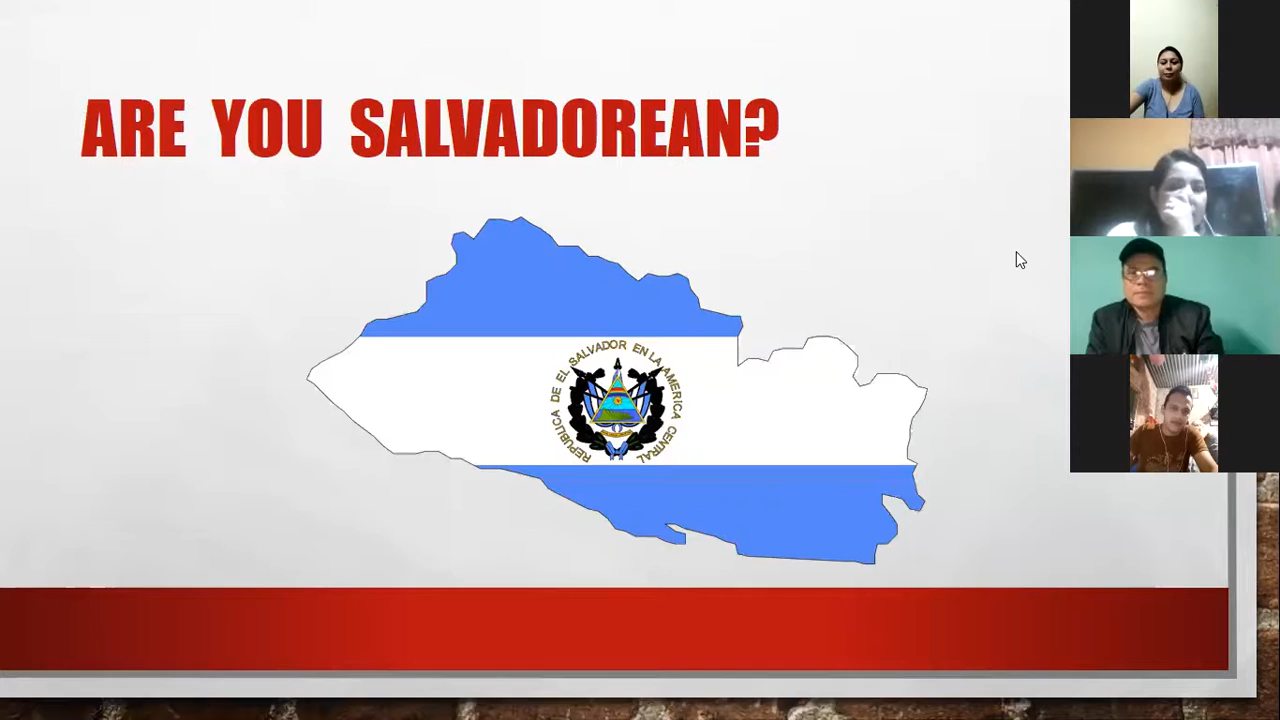 ARE YOU SALVADOREAN?
REPUBLICA DE EL SALVADOR EN LA AMERICA CENTRAL